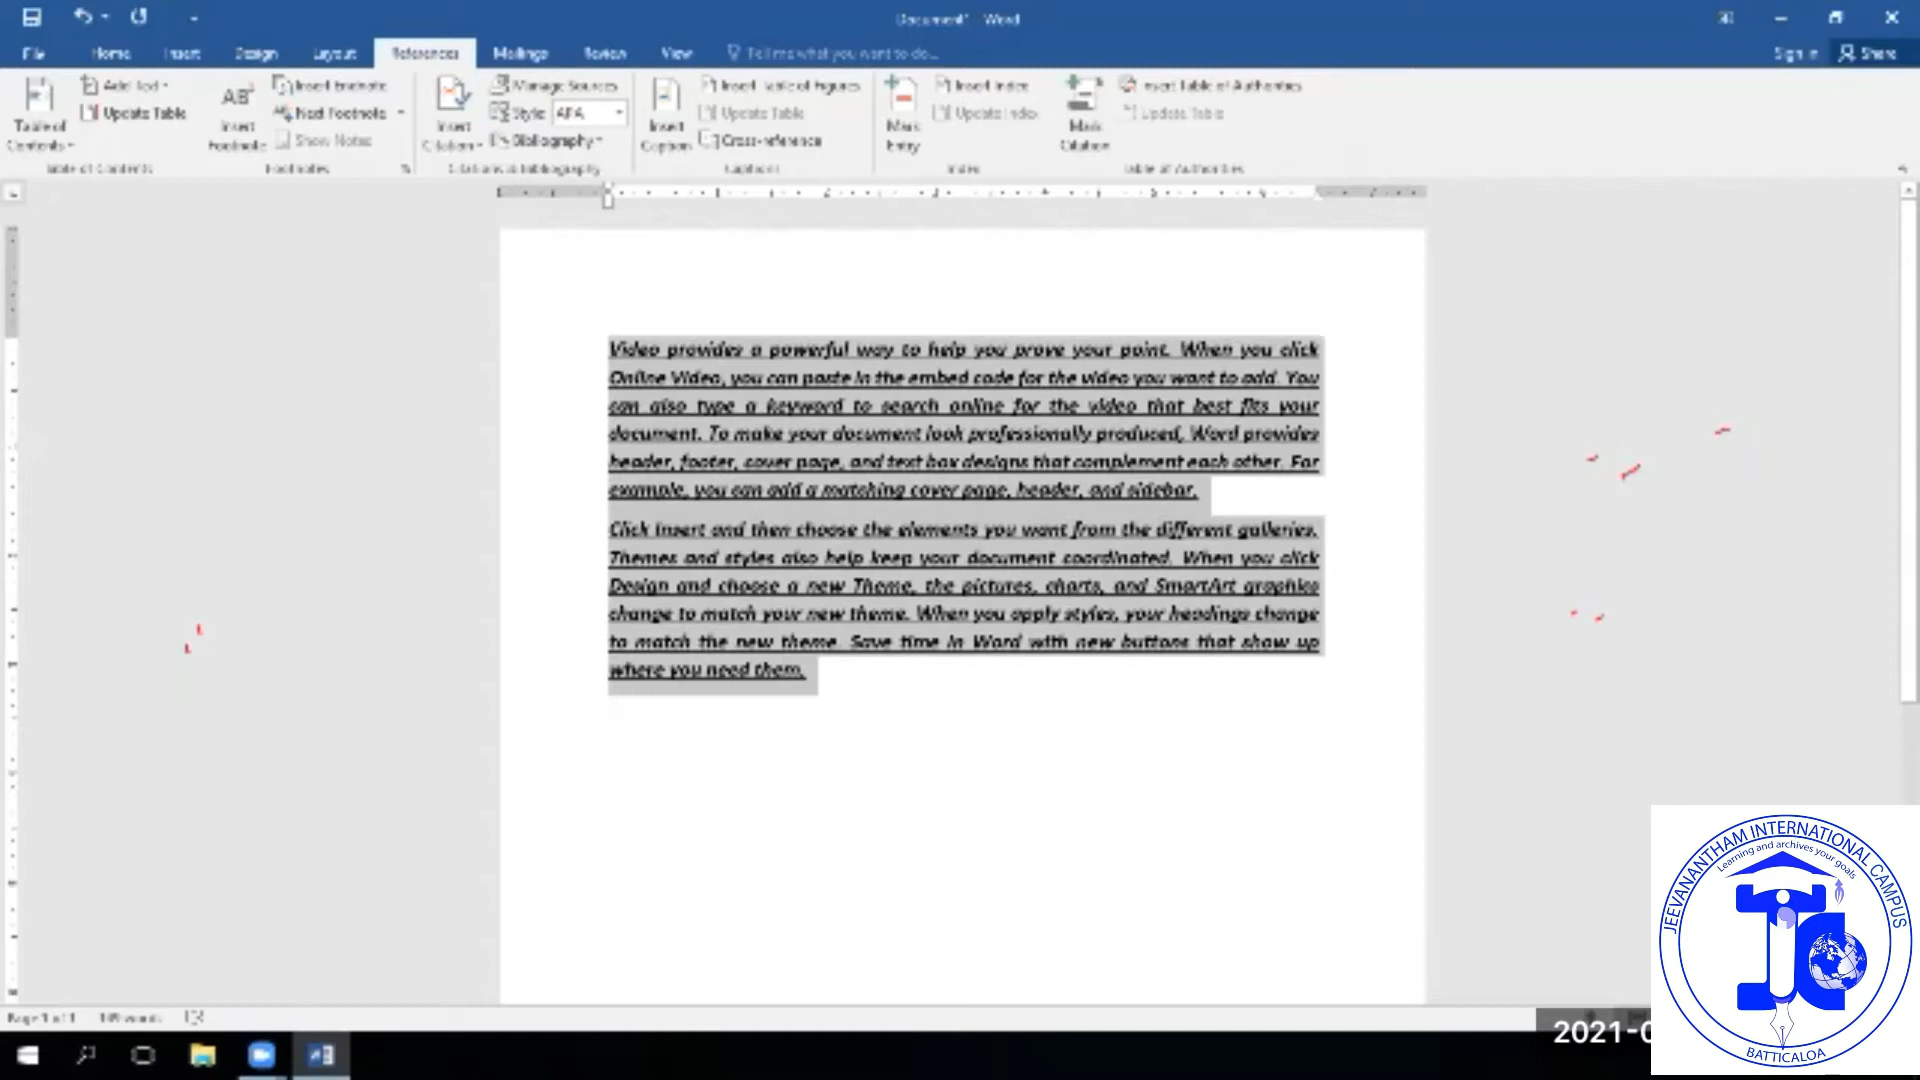 Document1 - Word
File Home Insert Design Layout References Mailings Review View Tell me what you want to do... Sign in Share
Table of Contents Add Text Update Table
AB1 Insert Footnote Insert Endnote Next Footnote Show Notes
Insert Citation Manage Sources Style: APA Bibliography
Insert Caption Insert Table of Figures Update Table Cross-reference
Mark Entry Insert Index Update Index
Mark Citation Insert Table of Authorities Update Table
Table of Contents Footnotes Citations & Bibliography Captions Index Table of Authorities
Video provides a powerful way to help you prove your point. When you click
Online Video, you can paste in the embed code for the video you want to add. You
can also type a keyword to search online for the video that best fits your
document. To make your document look professionally produced, Word provides
header, footer, cover page, and text box designs that complement each other. For
example, you can add a matching cover page, header, and sidebar.
Click Insert and then choose the elements you want from the different galleries.
Themes and styles also help keep your document coordinated. When you click
Design and choose a new Theme, the pictures, charts, and SmartArt graphics
change to match your new theme. When you apply styles, your headings change
to match the new theme. Save time in Word with new buttons that show up
where you need them.
Page 1 of 1 words
2021-0
JEEVANANTHAM INTERNATIONAL CAMPUS
Learning and archives your goals
BATTICALOA